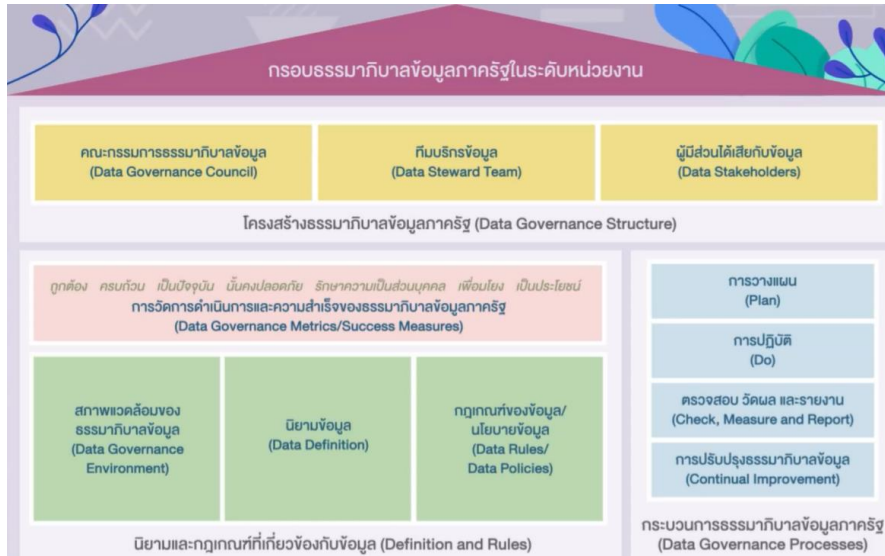 กรอบธรรมาภิบาลข้อมูลภาครัฐในระดับหน่วยงาน
คณะกรรมการธรรมาภิบาลข้อมูล
(Data Governance Council)
ทีมบริกรข้อมูล
(Data Steward Team)
ผู้มีส่วนได้เสียกับข้อมูล
(Data Stakeholders)
โครงสร้างธรรมาภิบาลข้อมูลภาครัฐ (Data Governance Structure)
ถูกต้อง ครบถ้วน เป็นปัจจุบัน มั่นคงปลอดภัย รักษาความเป็นส่วนบุคคล เชื่อมโยง เป็นประโยชน์
การวัดการดำเนินการและความสำเร็จของธรรมาภิบาลข้อมูลภาครัฐ
(Data Governance Metrics/Success Measures)
สภาพแวดล้อมของ
ธรรมาภิบาลข้อมูล
(Data Governance
Environment)
นิยามข้อมูล
(Data Definition)
กฎเกณฑ์ของข้อมูล/
นโยบายข้อมูล
(Data Rules/
Data Policies)
นิยามและกฎเกณฑ์ที่เกี่ยวข้องกับข้อมูล (Definition and Rules)
การวางแผน
(Plan)
การปฏิบัติ
(Do)
ตรวจสอบ วัดผล และรายงาน
(Check, Measure and Report)
การปรับปรุงธรรมาภิบาลข้อมูล
(Continual Improvement)
กระบวนการธรรมาภิบาลข้อมูลภาครัฐ
(Data Governance Processes)